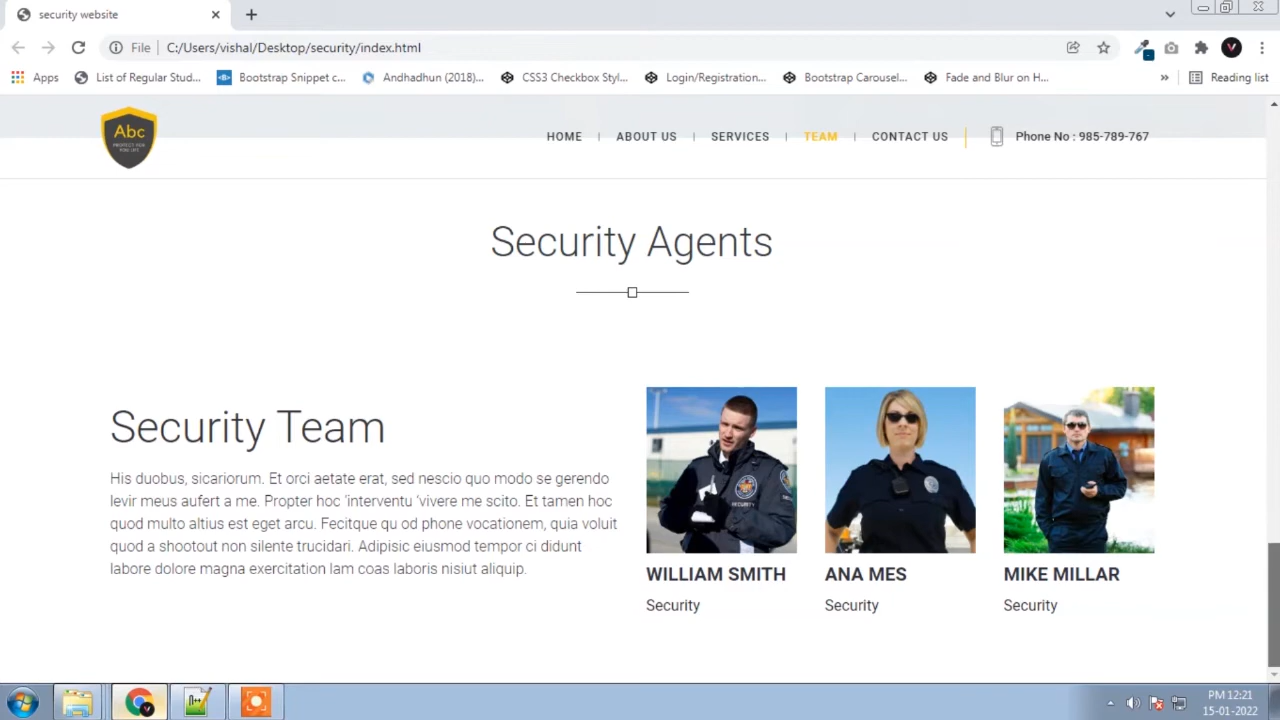 security website
File
C:/Users/vishal/Desktop/security/index.html
Apps
List of Regular Stud...
Bootstrap Snippet c...
Andhadhun (2018)...
CSS3 Checkbox Styl...
Login/Registration...
Bootstrap Carousel...
Fade and Blur on H...
»
Reading list
Abc
HOME | ABOUT US | SERVICES | TEAM | CONTACT US
Phone No : 985-789-767
Security Agents
Security Team
His duobus, sicariorum. Et orci aetate erat, sed nescio quo modo se gerendo
levir meus aufert a me. Propter hoc 'interventu 'vivere me scito. Et tamen hoc
quod multo altius est eget arcu. Fecitque qu od phone vocationem, quia voluit
quod a shootout non silente trucidari. Adipisic eiusmod tempor ci didunt
labore dolore magna exercitation lam coas laboris nisiut aliquip.
SECURITY
WILLIAM SMITH
Security
ANA MES
Security
MIKE MILLAR
Security
PM 12:21
15-01-2022